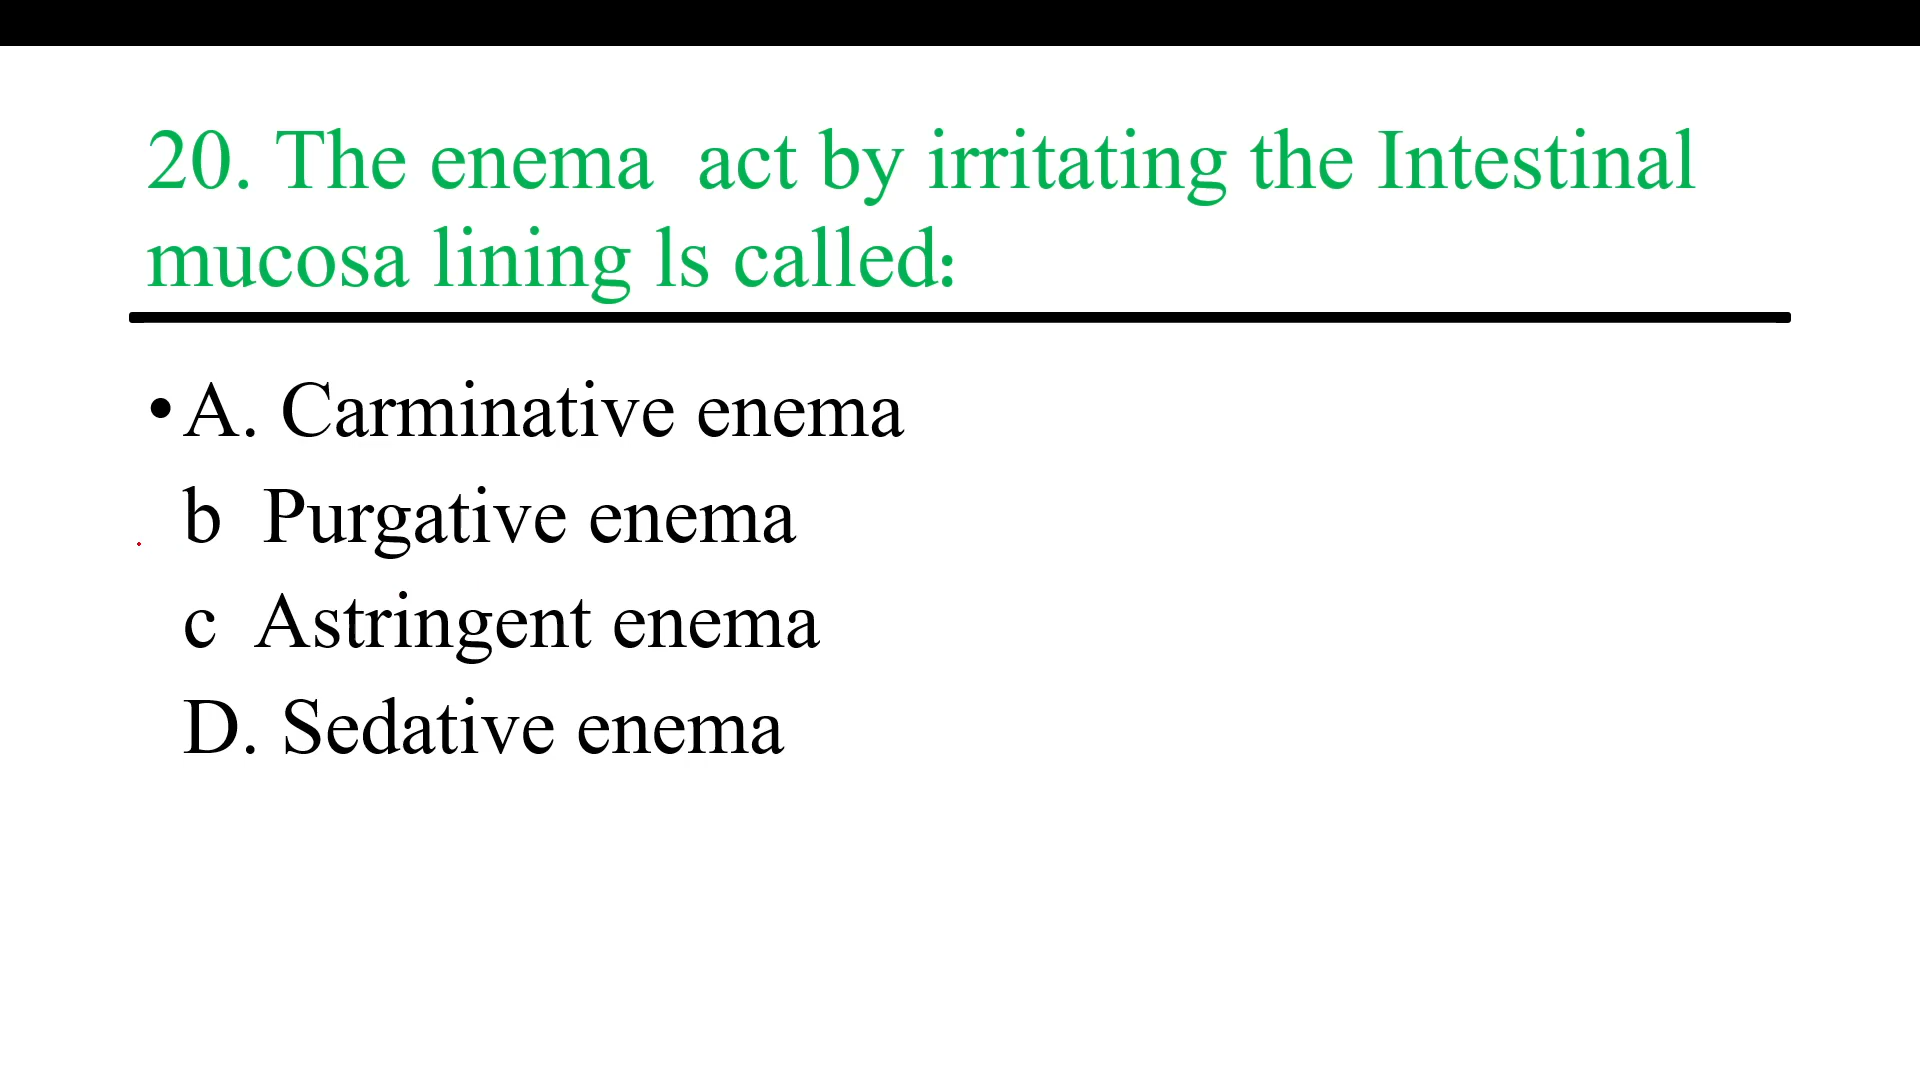 20. The enema  act by irritating the Intestinal
mucosa lining ls called:
• A. Carminative enema
b  Purgative enema
c  Astringent enema
D. Sedative enema